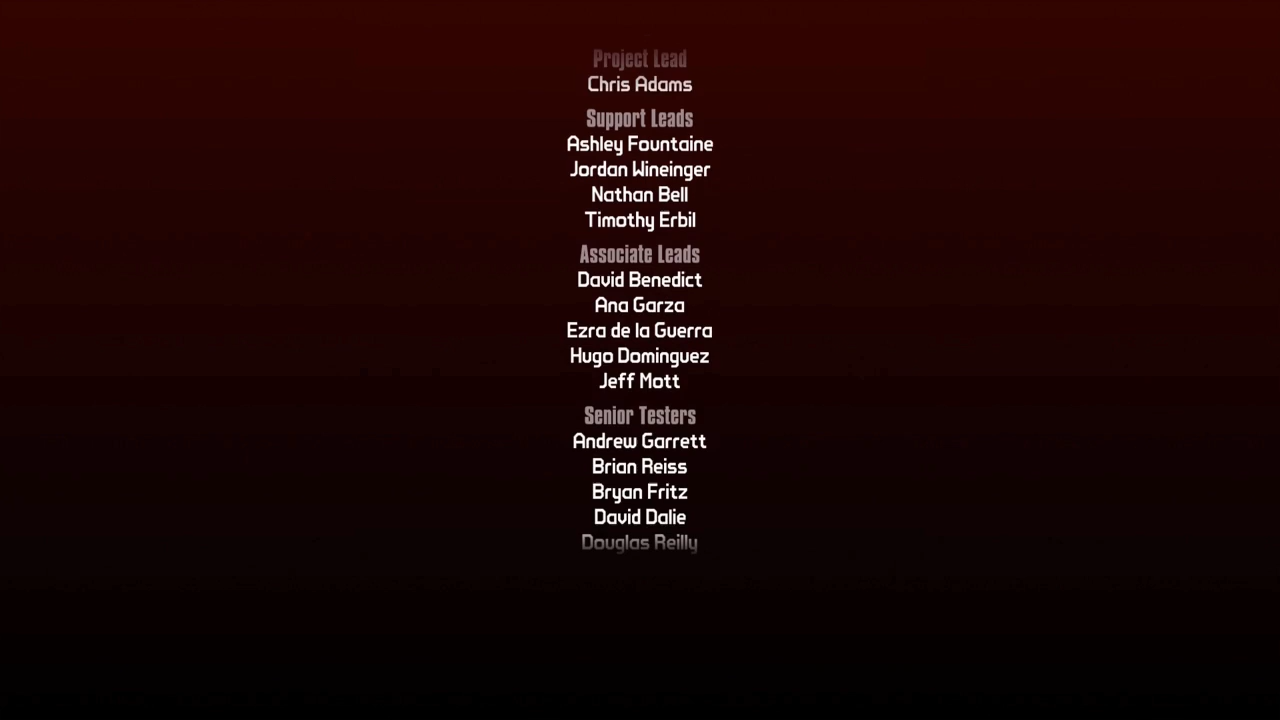 Project Lead
Chris Adams
Support Leads
Ashley Fountaine
Jordan Wineinger
Nathan Bell
Timothy Erbil
Associate Leads
David Benedict
Ana Garza
Ezra de la Guerra
Hugo Dominguez
Jeff Mott
Senior Testers
Andrew Garrett
Brian Reiss
Bryan Fritz
David Dalie
Douglas Reilly